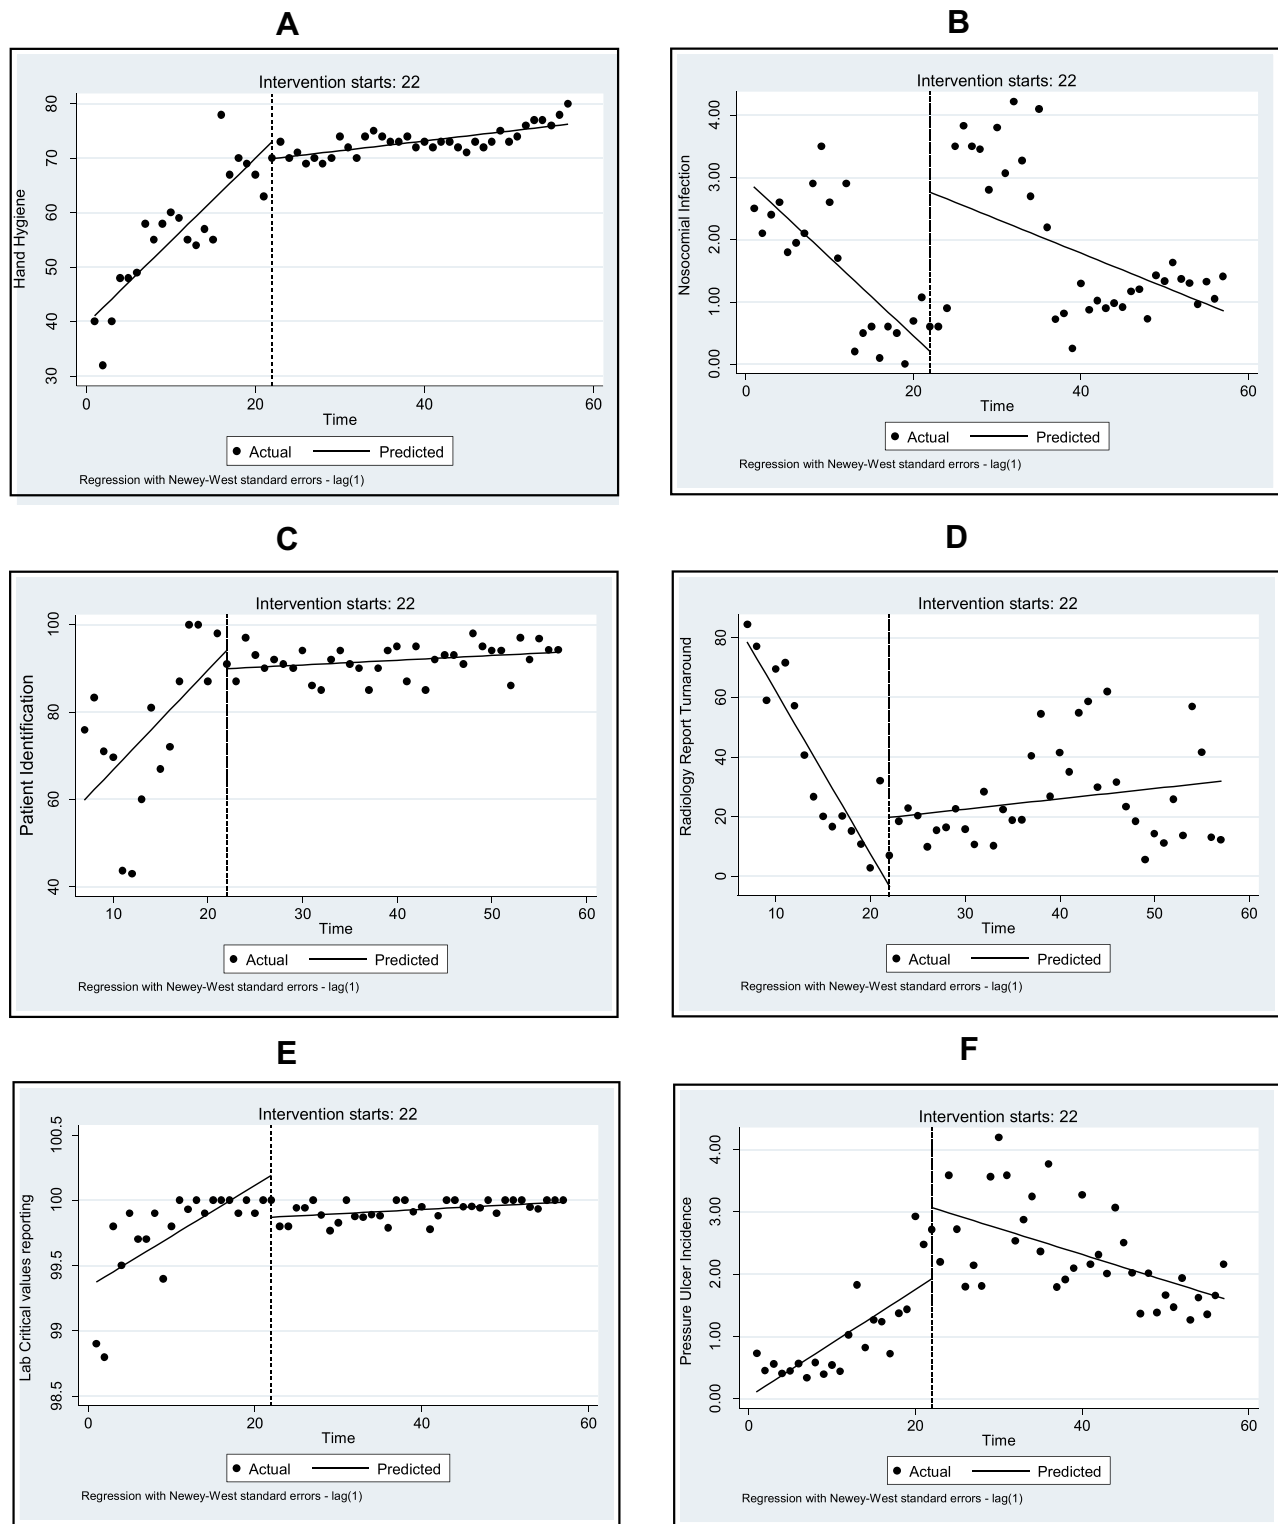 A
Intervention starts: 22
Hand Hygiene
80
70
60
50
40
30
0 20 40 60
Time
Actual Predicted
Regression with Newey-West standard errors - lag(1)
B
Intervention starts: 22
Nosocomial Infection
4.00
3.00
2.00
1.00
0.00
0 20 40 60
Time
Actual Predicted
Regression with Newey-West standard errors - lag(1)
C
Intervention starts: 22
Patient Identification
100
80
60
40
10 20 30 40 50 60
Time
Actual Predicted
Regression with Newey-West standard errors - lag(1)
D
Intervention starts: 22
Radiology Report Turnaround
80
60
40
20
0
10 20 30 40 50 60
Time
Actual Predicted
Regression with Newey-West standard errors - lag(1)
E
Intervention starts: 22
Lab Critical values reporting
100.5
100
99.5
99
98.5
0 20 40 60
Time
Actual Predicted
Regression with Newey-West standard errors - lag(1)
F
Intervention starts: 22
Pressure Ulcer Incidence
4.00
3.00
2.00
1.00
0.00
0 20 40 60
Time
Actual Predicted
Regression with Newey-West standard errors - lag(1)